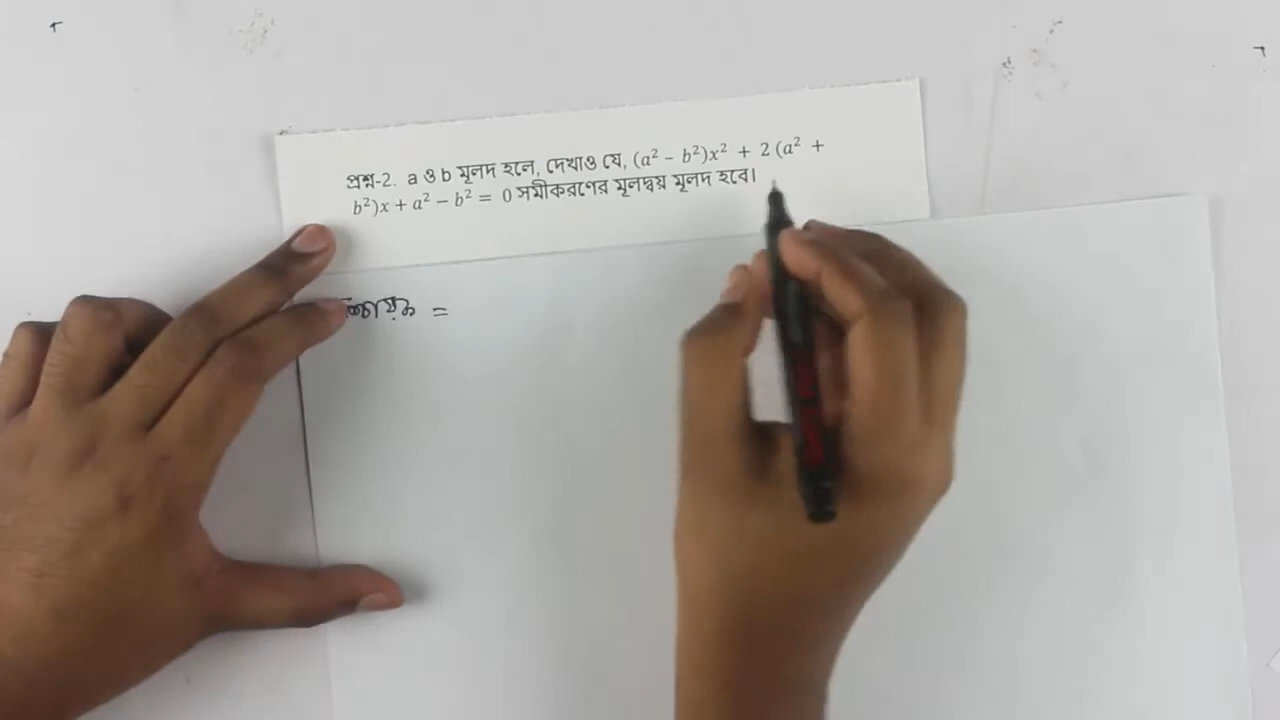 প্রশ্ন-2. a ও b মূলদ হলে, দেখাও যে, (a² − b²)x² + 2 (a² +
b²)x + a² − b² = 0 সমীকরণের মূলদ্বয় মূলদ হবে।
=